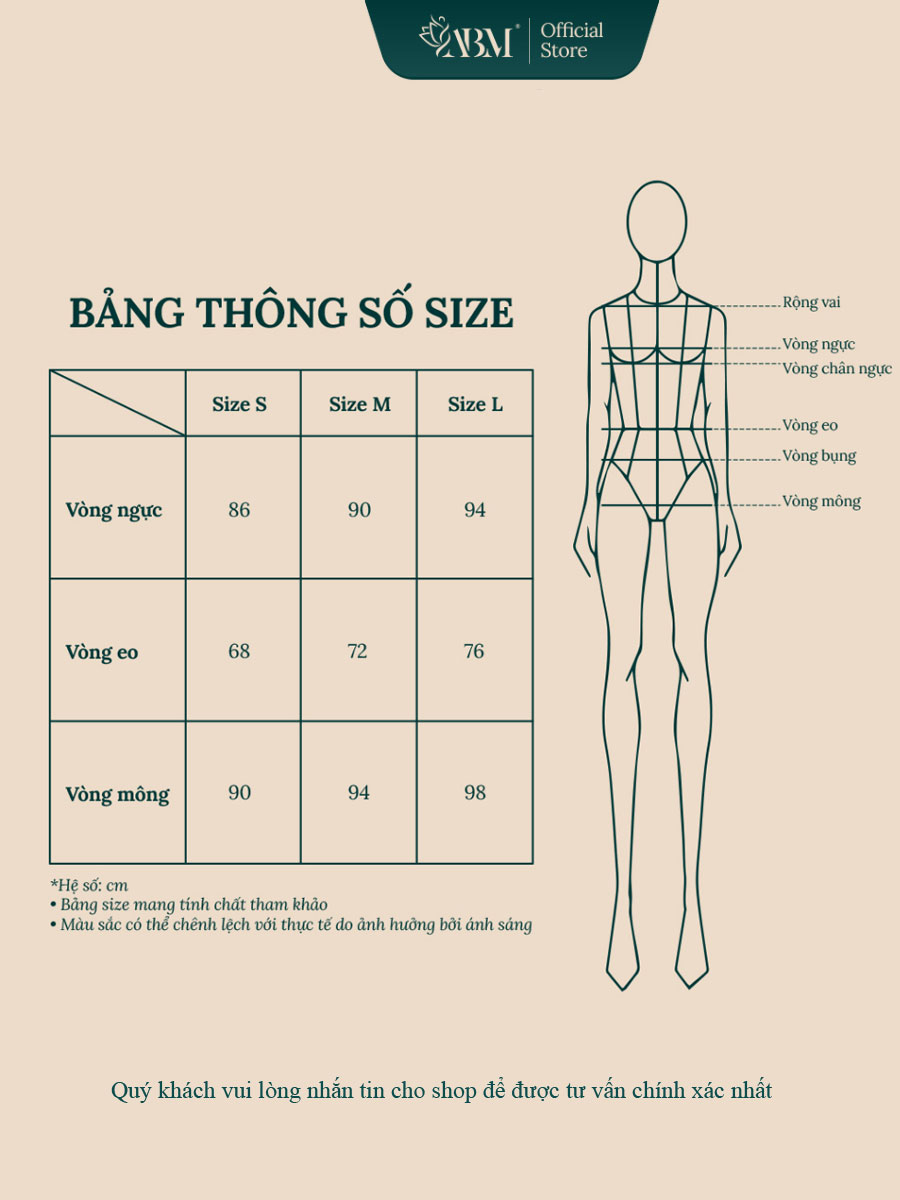 ABM®
Official
Store
BẢNG THÔNG SỐ SIZE
Size S Size M Size L
Vòng ngực 86 90 94
Vòng eo 68 72 76
Vòng mông 90 94 98
*Hệ số: cm
• Bảng size mang tính chất tham khảo
• Màu sắc có thể chênh lệch với thực tế do ảnh hưởng bởi ánh sáng
Rộng vai
Vòng ngực
Vòng chân ngực
Vòng eo
Vòng bụng
Vòng mông
Quý khách vui lòng nhắn tin cho shop để được tư vấn chính xác nhất